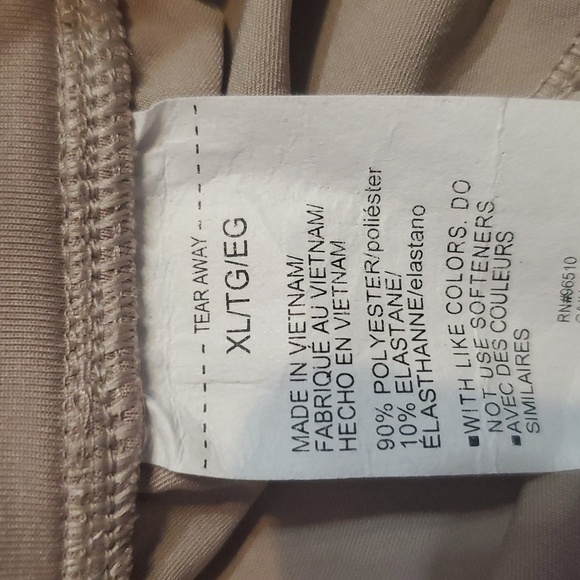 TEAR AWAY
XL/TG/EG
MADE IN VIETNAM/
FABRIQUÉ AU VIETNAM/
HECHO EN VIETNAM
90% POLYESTER/poliéster
10% ELASTANE/
ÉLASTHANNE/elastano
▪WITH LIKE COLORS. DO
NOT USE SOFTENERS.
▪AVEC DES COULEURS
SIMILAIRES
RN#96510